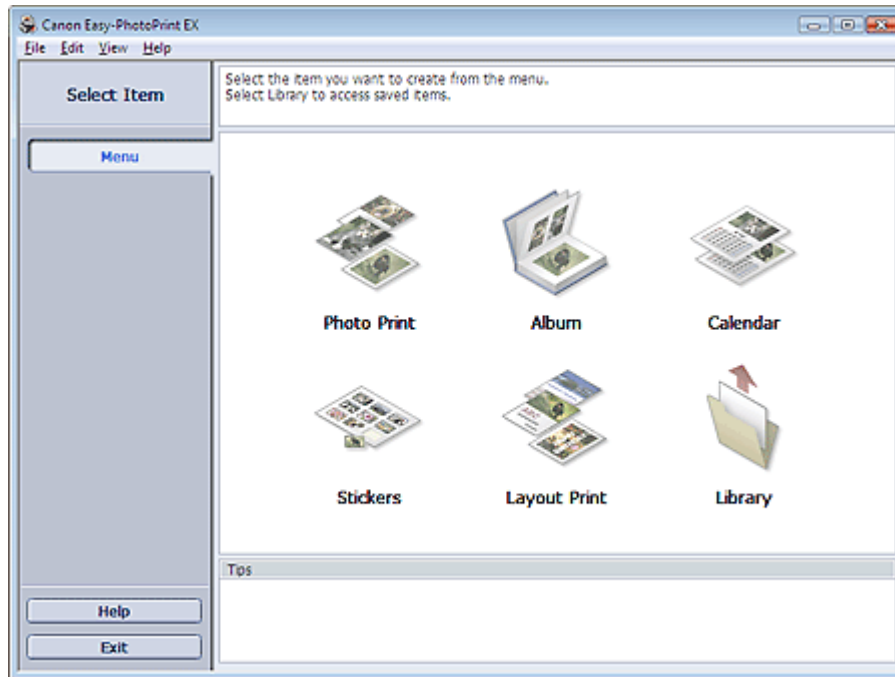 Canon Easy-PhotoPrint EX
File Edit View Help
Select Item
Select the item you want to create from the menu.
Select Library to access saved items.
Menu
Photo Print
Album
Calendar
Stickers
Layout Print
Library
Tips
Help
Exit